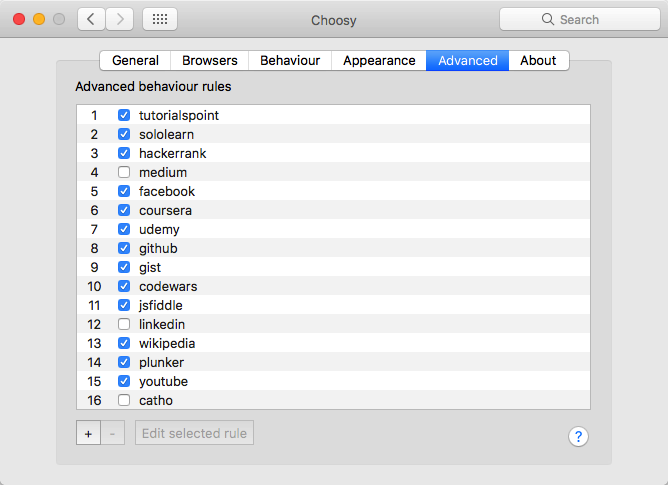 Choosy
Search
General Browsers Behaviour Appearance Advanced About
Advanced behaviour rules
1 tutorialspoint
2 sololearn
3 hackerrank
4 medium
5 facebook
6 coursera
7 udemy
8 github
9 gist
10 codewars
11 jsfiddle
12 linkedin
13 wikipedia
14 plunker
15 youtube
16 catho
+ - Edit selected rule ?